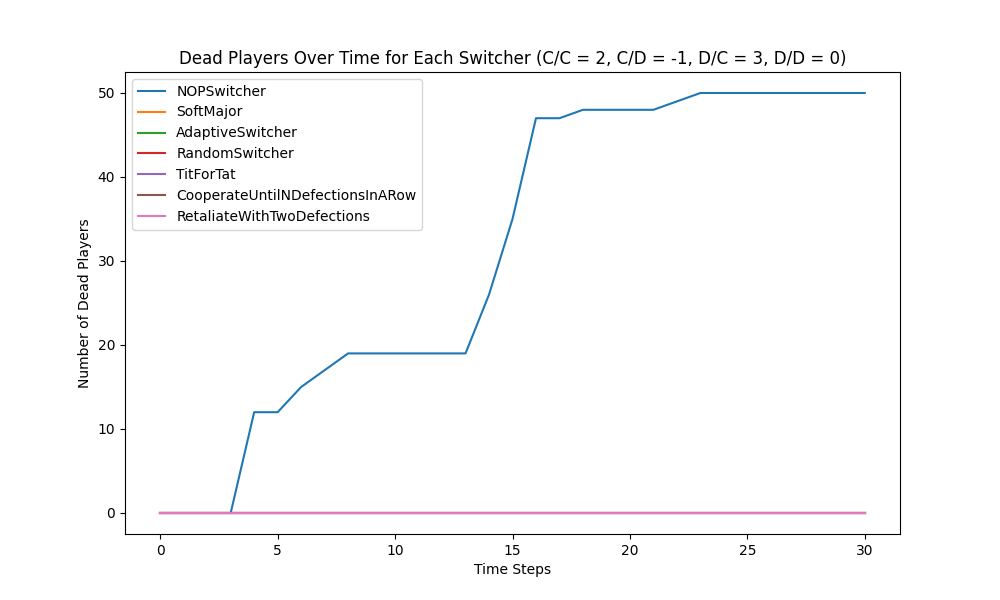 Dead Players Over Time for Each Switcher (C/C = 2, C/D = -1, D/C = 3, D/D = 0)
NOPSwitcher
SoftMajor
AdaptiveSwitcher
RandomSwitcher
TitForTat
CooperateUntilNDefectionsInARow
RetaliateWithTwoDefections
Number of Dead Players
50
40
30
20
10
0
0 5 10 15 20 25 30
Time Steps